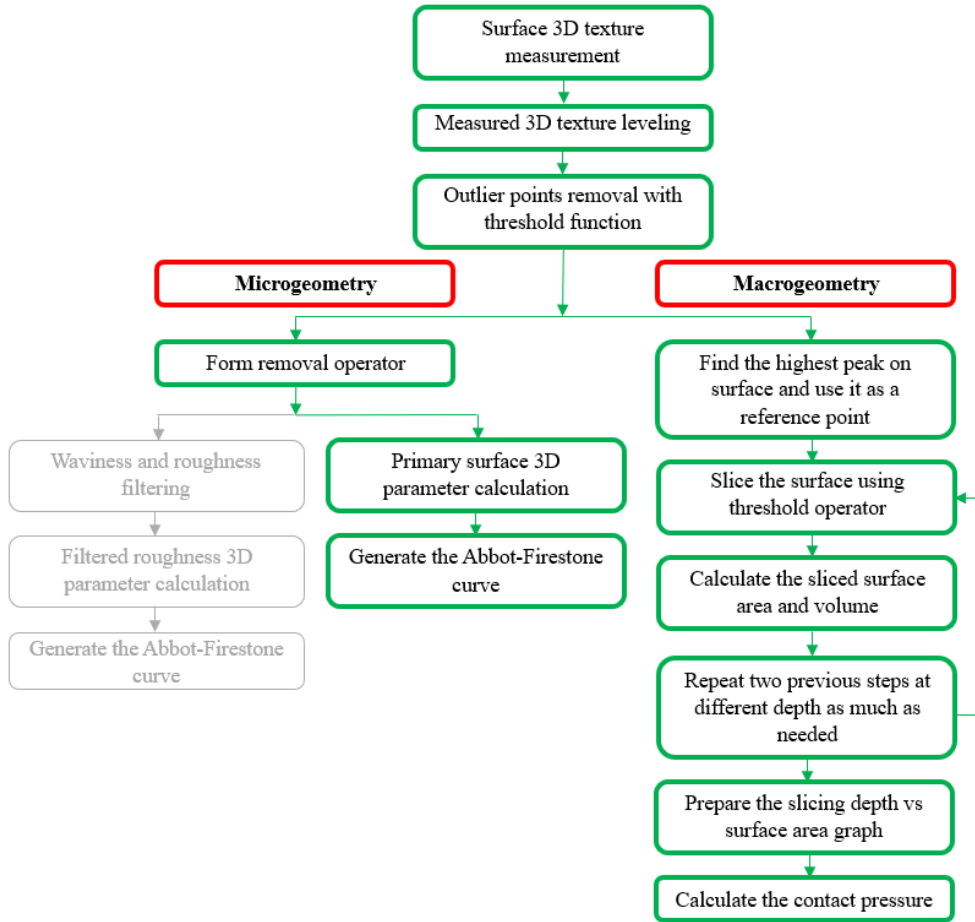 Surface 3D texture
measurement
Measured 3D texture leveling
Outlier points removal with
threshold function
Microgeometry
Macrogeometry
Form removal operator
Find the highest peak on
surface and use it as a
reference point
Waviness and roughness
filtering
Primary surface 3D
parameter calculation
Slice the surface using
threshold operator
Filtered roughness 3D
parameter calculation
Generate the Abbot-Firestone
curve
Calculate the sliced surface
area and volume
Generate the Abbot-Firestone
curve
Repeat two previous steps at
different depth as much as
needed
Prepare the slicing depth vs
surface area graph
Calculate the contact pressure